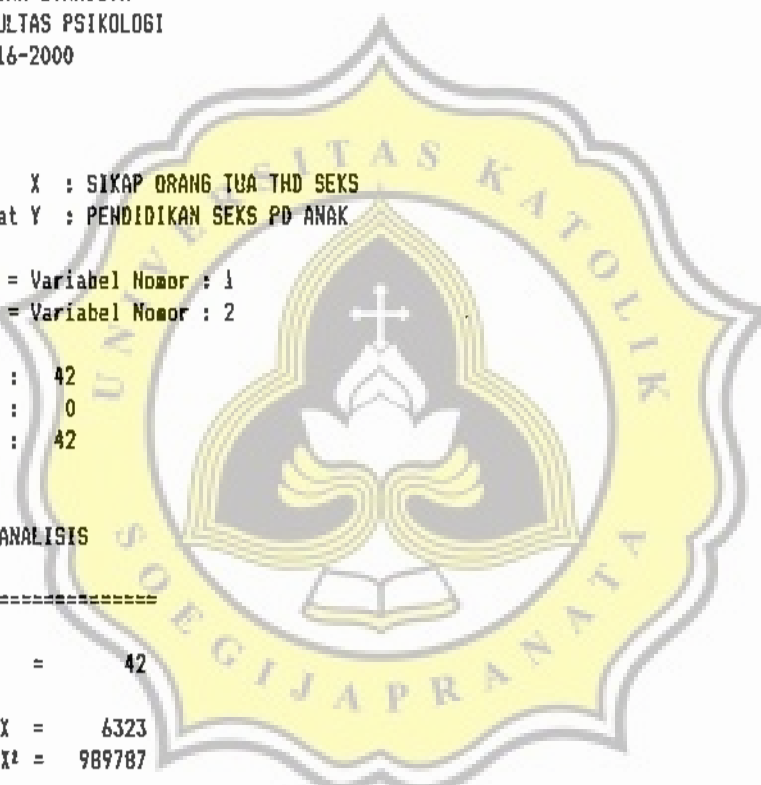 ULTAS PSIKOLOGI
16-2000
X : SIKAP ORANG TUA THD SEKS
at Y : PENDIDIKAN SEKS PD ANAK
= Variabel Nomor : 1
= Variabel Nomor : 2
: 42
: 0
: 42
ANALISIS
==============
= 42
X = 6323
X² = 989787
UNIVERSITAS KATOLIK
SOEGIJAPRANATA